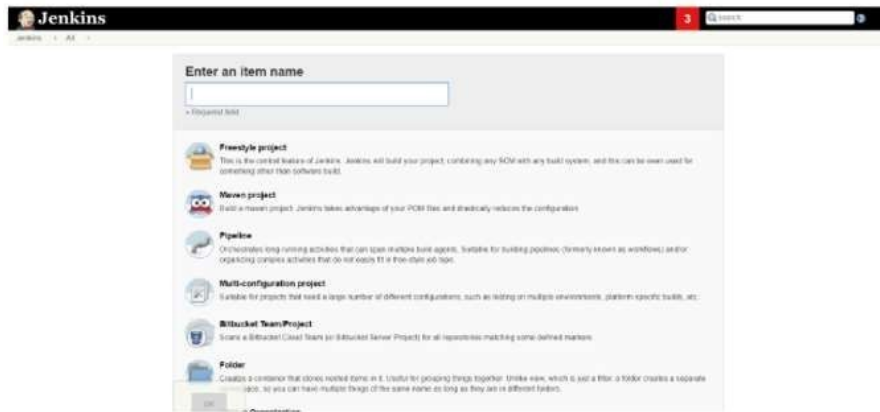 Jenkins
3
search
Jenkins
All
Enter an item name
» Required field
Freestyle project
This is the central feature of Jenkins. Jenkins will build your project, combining any SCM with any build system, and this can be even used for
something other than software build.
Maven project
Build a maven project. Jenkins takes advantage of your POM files and drastically reduces the configuration.
Pipeline
Orchestrates long-running activities that can span multiple build agents. Suitable for building pipelines (formerly known as workflows) and/or
organizing complex activities that do not easily fit in free-style job type.
Multi-configuration project
Suitable for projects that need a large number of different configurations, such as testing on multiple environments, platform-specific builds, etc.
Bitbucket Team/Project
Scans a Bitbucket Cloud Team (or Bitbucket Server Project) for all repositories matching some defined markers.
Folder
Creates a container that stores nested items in it. Useful for grouping things together. Unlike view, which is just a filter, a folder creates a separate
so you can have multiple things of the same name as long as they are in different folders.
OK
Organization